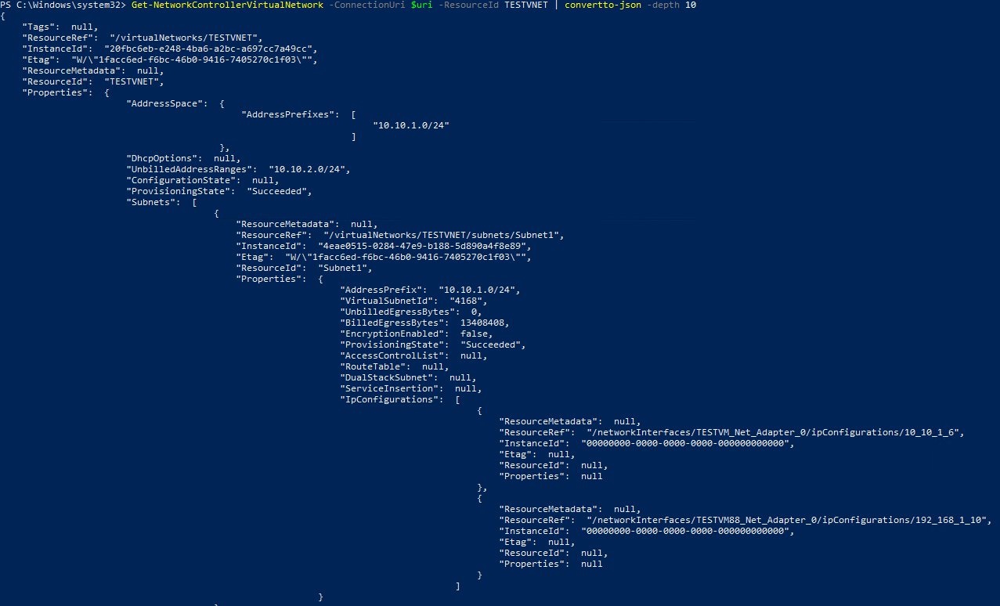 PS C:\Windows\system32> Get-NetworkControllerVirtualNetwork -ConnectionUri $uri -ResourceId TESTVNET | convertto-json -depth 10
{
"Tags":  null,
"ResourceRef":  "/virtualNetworks/TESTVNET",
"InstanceId":  "20fbc6eb-e248-4ba6-a2bc-a697cc7a49cc",
"Etag":  "W/\"1facc6ed-f6bc-46b0-9416-7405270c1f03\"",
"ResourceMetadata":  null,
"ResourceId":  "TESTVNET",
"Properties":  {
"AddressSpace":  {
"AddressPrefixes":  [
"10.10.1.0/24"
]
},
"DhcpOptions":  null,
"UnbilledAddressRanges":  "10.10.2.0/24",
"ConfigurationState":  null,
"ProvisioningState":  "Succeeded",
"Subnets":  [
{
"ResourceMetadata":  null,
"ResourceRef":  "/virtualNetworks/TESTVNET/subnets/Subnet1",
"InstanceId":  "4eae0515-0284-47e9-b188-5d890a4f8e89",
"Etag":  "W/\"1facc6ed-f6bc-46b0-9416-7405270c1f03\"",
"ResourceId":  "Subnet1",
"Properties":  {
"AddressPrefix":  "10.10.1.0/24",
"VirtualSubnetId":  "4168",
"UnbilledEgressBytes":  0,
"BilledEgressBytes":  13408408,
"EncryptionEnabled":  false,
"ProvisioningState":  "Succeeded",
"AccessControlList":  null,
"RouteTable":  null,
"DualStackSubnet":  null,
"ServiceInsertion":  null,
"IpConfigurations":  [
{
"ResourceMetadata":  null,
"ResourceRef":  "/networkInterfaces/TESTVM_Net_Adapter_0/ipConfigurations/10_10_1_6",
"InstanceId":  "00000000-0000-0000-0000-000000000000",
"Etag":  null,
"ResourceId":  null,
"Properties":  null
},
{
"ResourceMetadata":  null,
"ResourceRef":  "/networkInterfaces/TESTVM88_Net_Adapter_0/ipConfigurations/192_168_1_10",
"InstanceId":  "00000000-0000-0000-0000-000000000000",
"Etag":  null,
"ResourceId":  null,
"Properties":  null
}
]
}